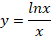 y = lnx/x